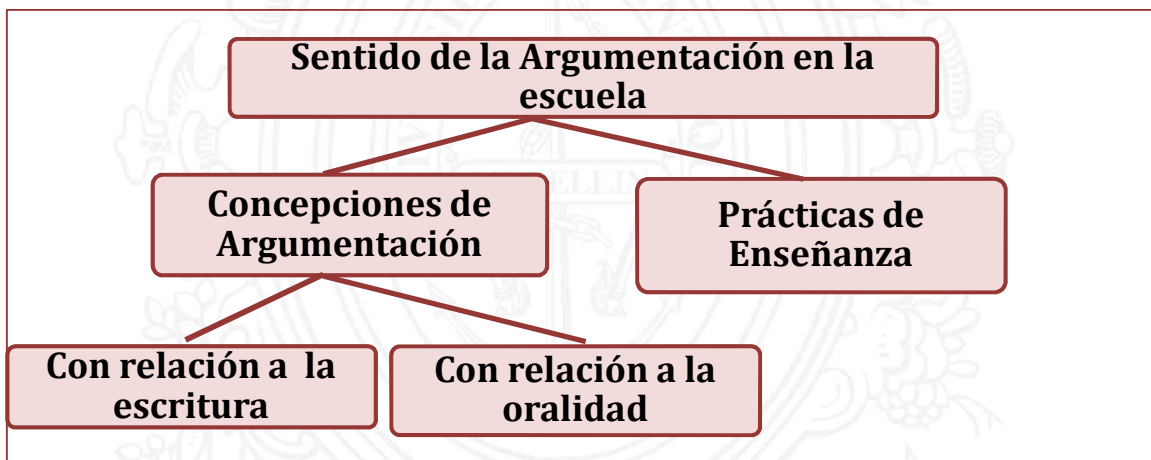 Sentido de la Argumentación en la
escuela
Concepciones de
Argumentación
Prácticas de
Enseñanza
Con relación a la
escritura
Con relación a la
oralidad